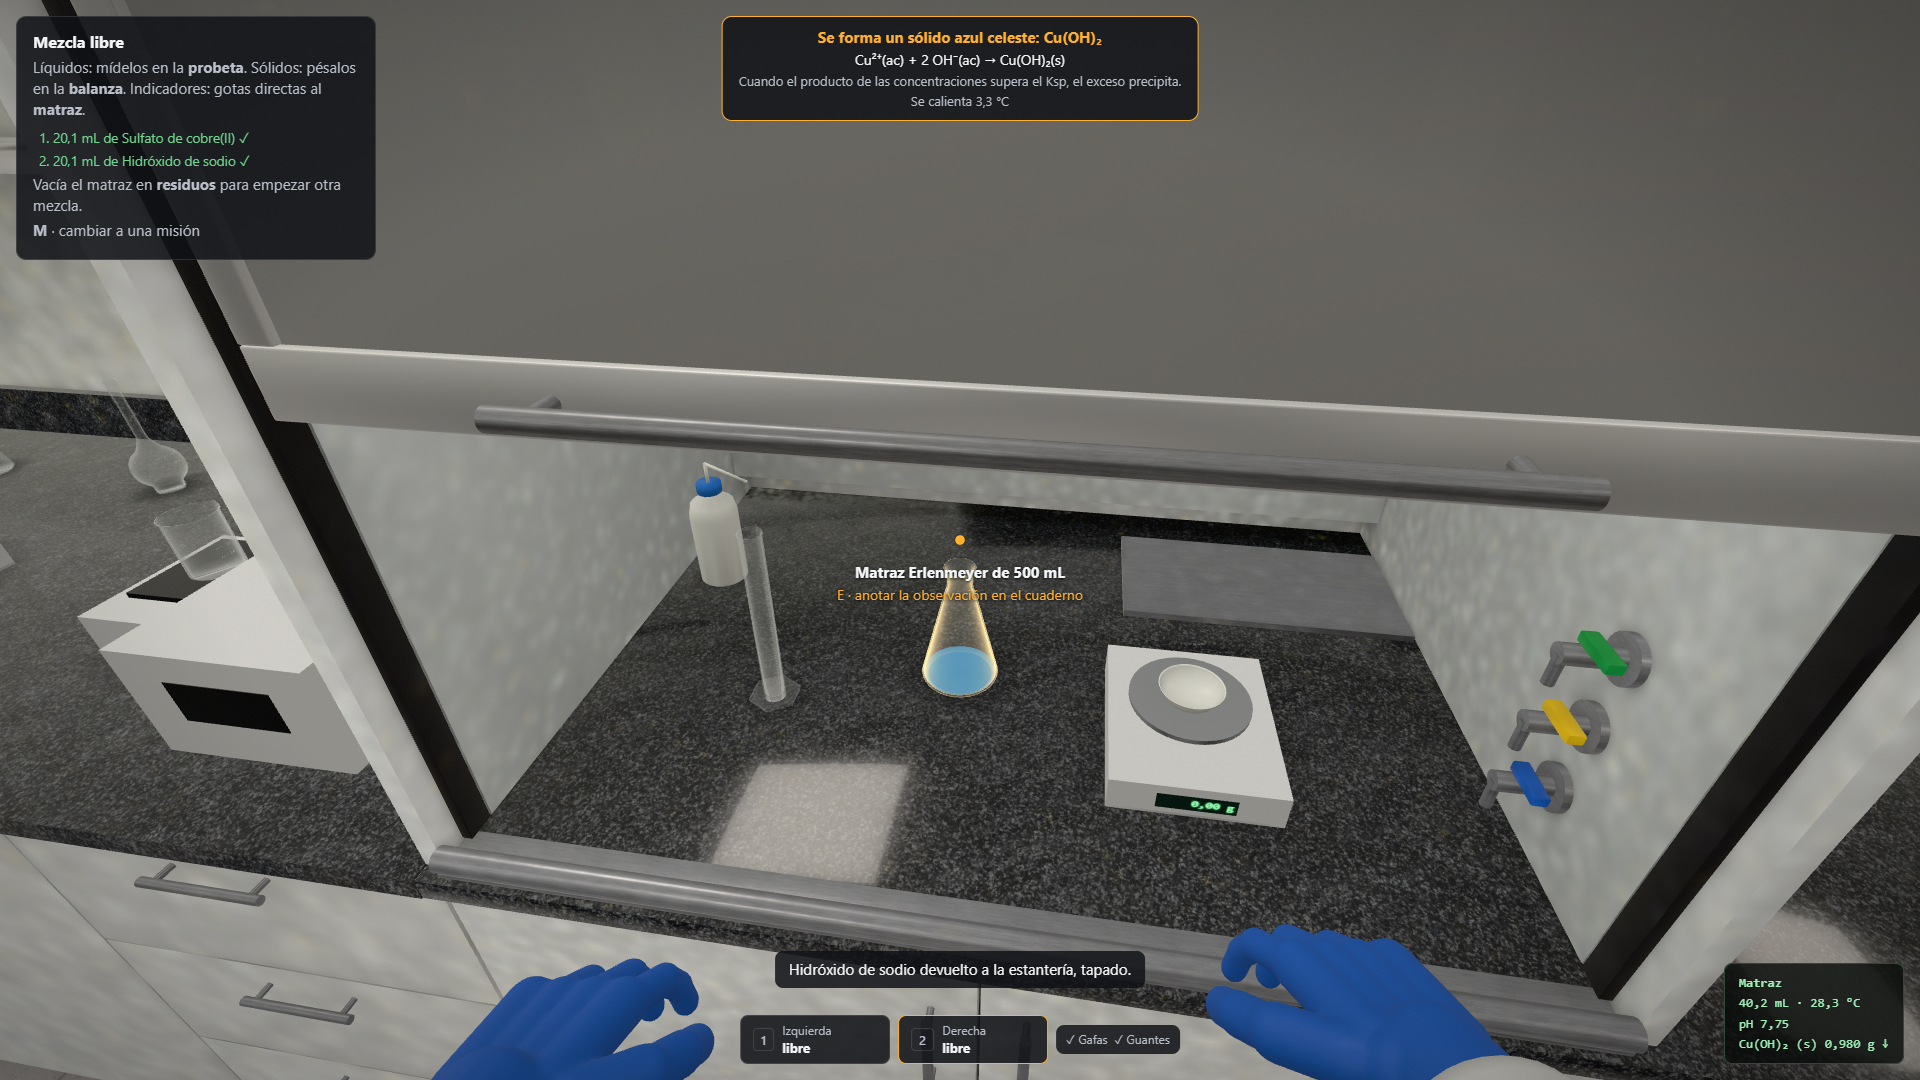 Mezcla libre
Líquidos: mídelos en la probeta. Sólidos: pésalos
en la balanza. Indicadores: gotas directas al
matraz.
1. 20,1 mL de Sulfato de cobre(II) ✓
2. 20,1 mL de Hidróxido de sodio ✓
Vacía el matraz en residuos para empezar otra
mezcla.
M · cambiar a una misión
Se forma un sólido azul celeste: Cu(OH)₂
Cu²⁺(ac) + 2 OH⁻(ac) → Cu(OH)₂(s)
Cuando el producto de las concentraciones supera el Ksp, el exceso precipita.
Se calienta 3,3 °C
Matraz Erlenmeyer de 500 mL
E · anotar la observación en el cuaderno
0,00 g
Hidróxido de sodio devuelto a la estantería, tapado.
1 Izquierda
libre
2 Derecha
libre
✓ Gafas ✓ Guantes
Matraz
40,2 mL · 28,3 °C
pH 7,75
Cu(OH)₂ (s) 0,980 g ↓